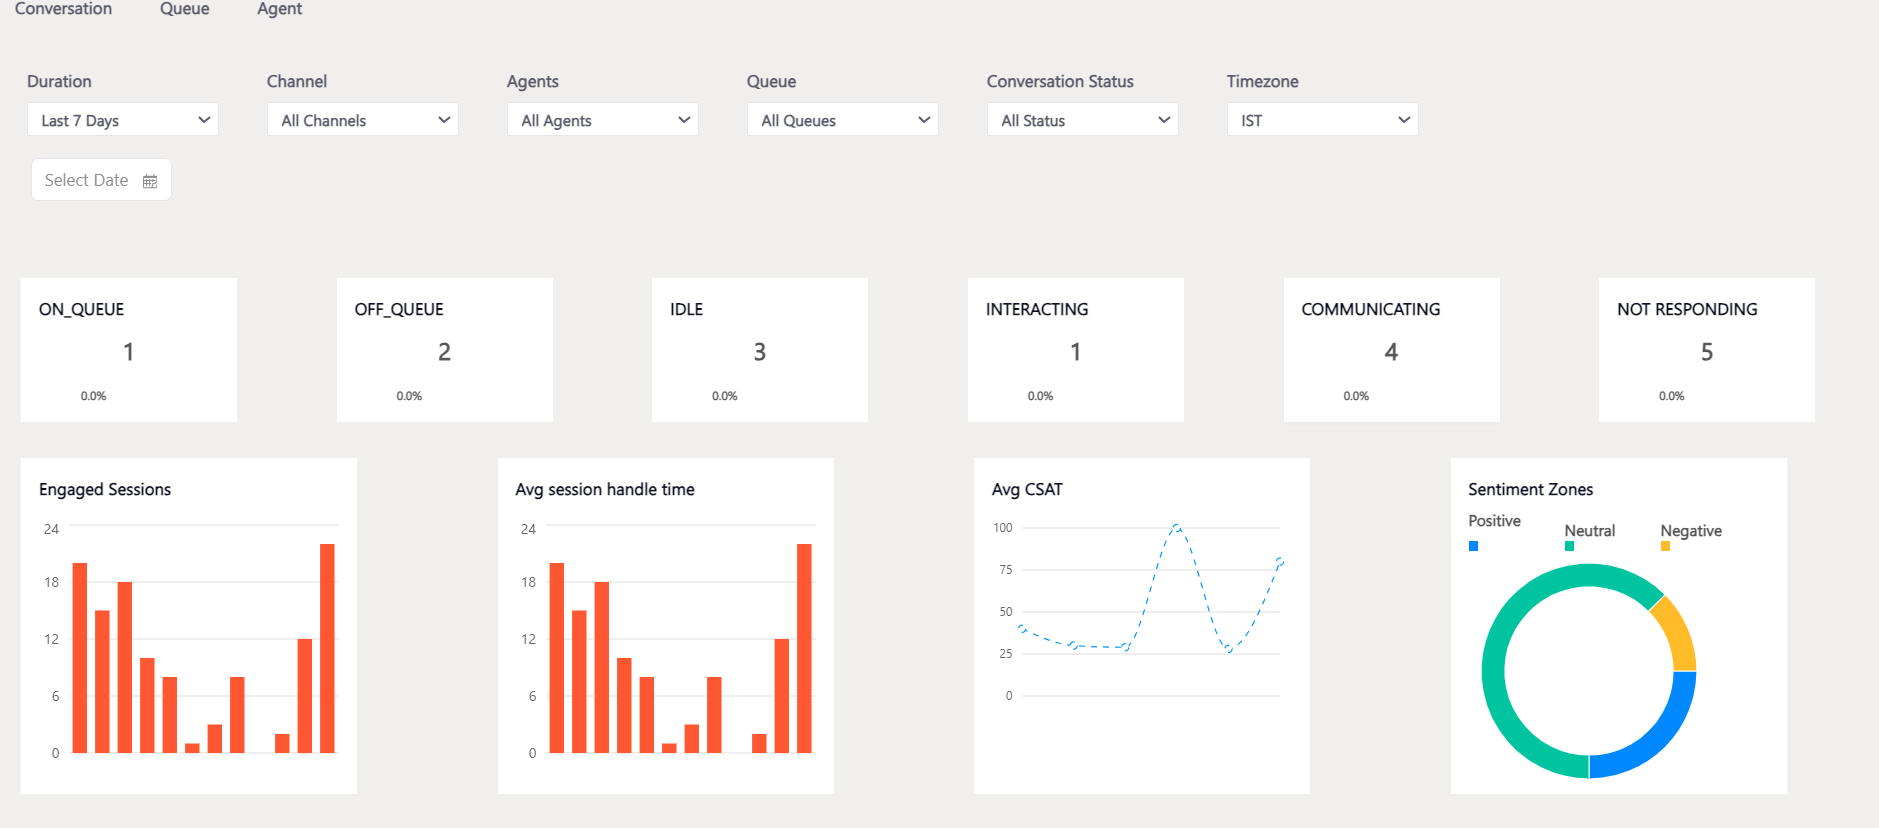 Conversation Queue Agent
Duration Channel Agents Queue Conversation Status Timezone
Last 7 Days All Channels All Agents All Queues All Status IST
Select Date
ON_QUEUE OFF_QUEUE IDLE INTERACTING COMMUNICATING NOT RESPONDING
1 2 3 1 4 5
0.0% 0.0% 0.0% 0.0% 0.0% 0.0%
Engaged Sessions
24
18
12
6
0
Avg session handle time
24
18
12
6
0
Avg CSAT
100
75
50
25
0
Sentiment Zones
Positive Neutral Negative